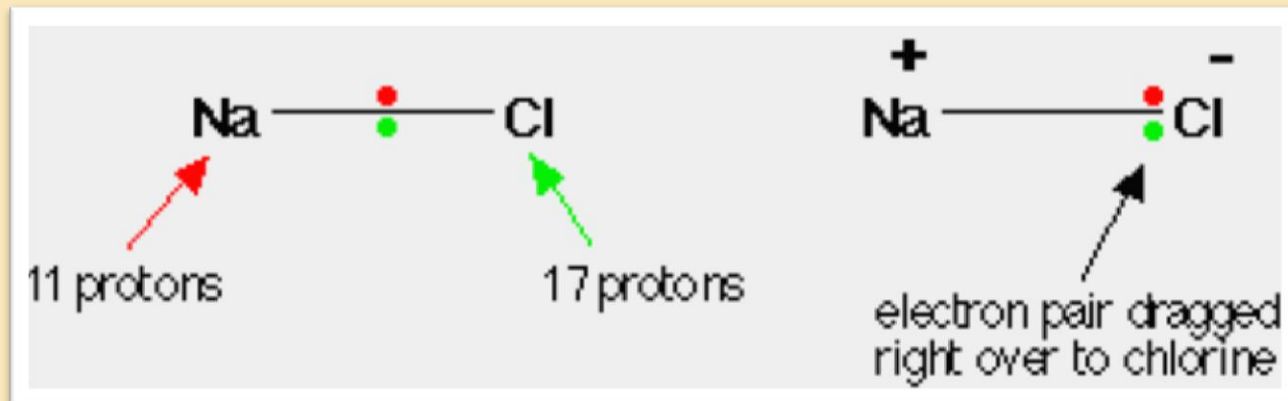 + -
Na Cl Na Cl
11 protons 17 protons
electron pair dragged
right over to chlorine